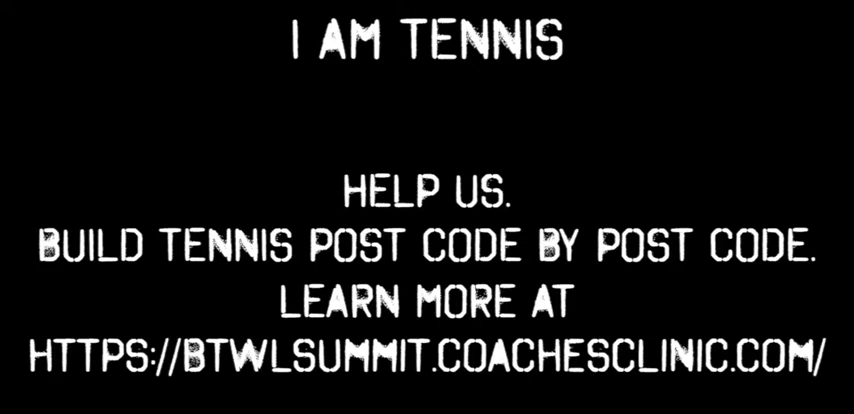 I AM TENNIS
HELP US.
BUILD TENNIS POST CODE BY POST CODE.
LEARN MORE AT
HTTPS://BTWLSUMMIT.COACHESCLINIC.COM/